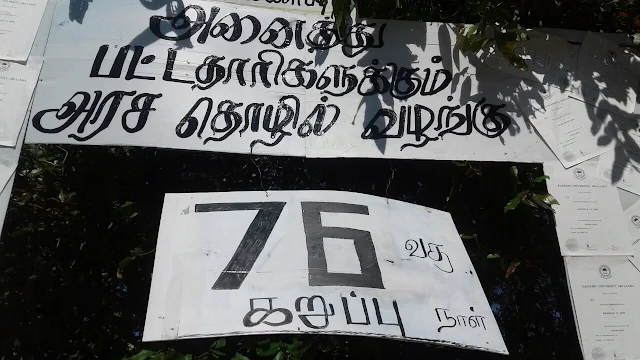 அனைத்து
பட்டதாரிகளுக்கும்
அரச தொழில் வழங்கு
76 வது
கறுப்பு நாள்